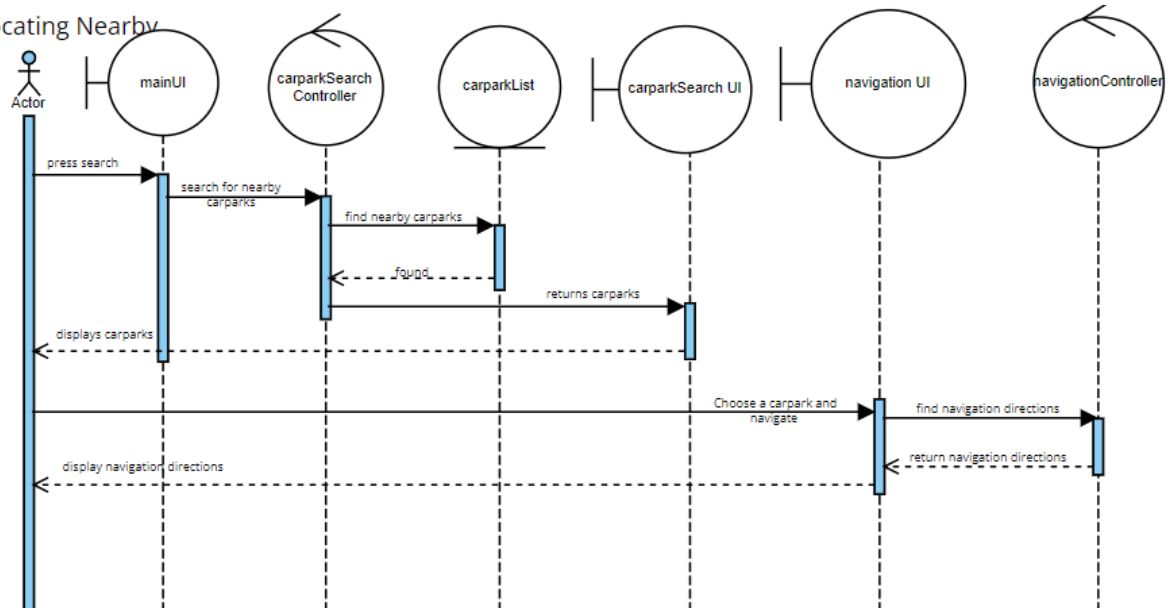 Nearby
Actor
mainUI
carparkSearch
Controller
carparkList
carparkSearch UI
navigation UI
navigationController
press search
search for nearby
carparks
find nearby carparks
found
returns carparks
displays carparks
Choose a carpark and
navigate
find navigation directions
return navigation directions
display navigation directions